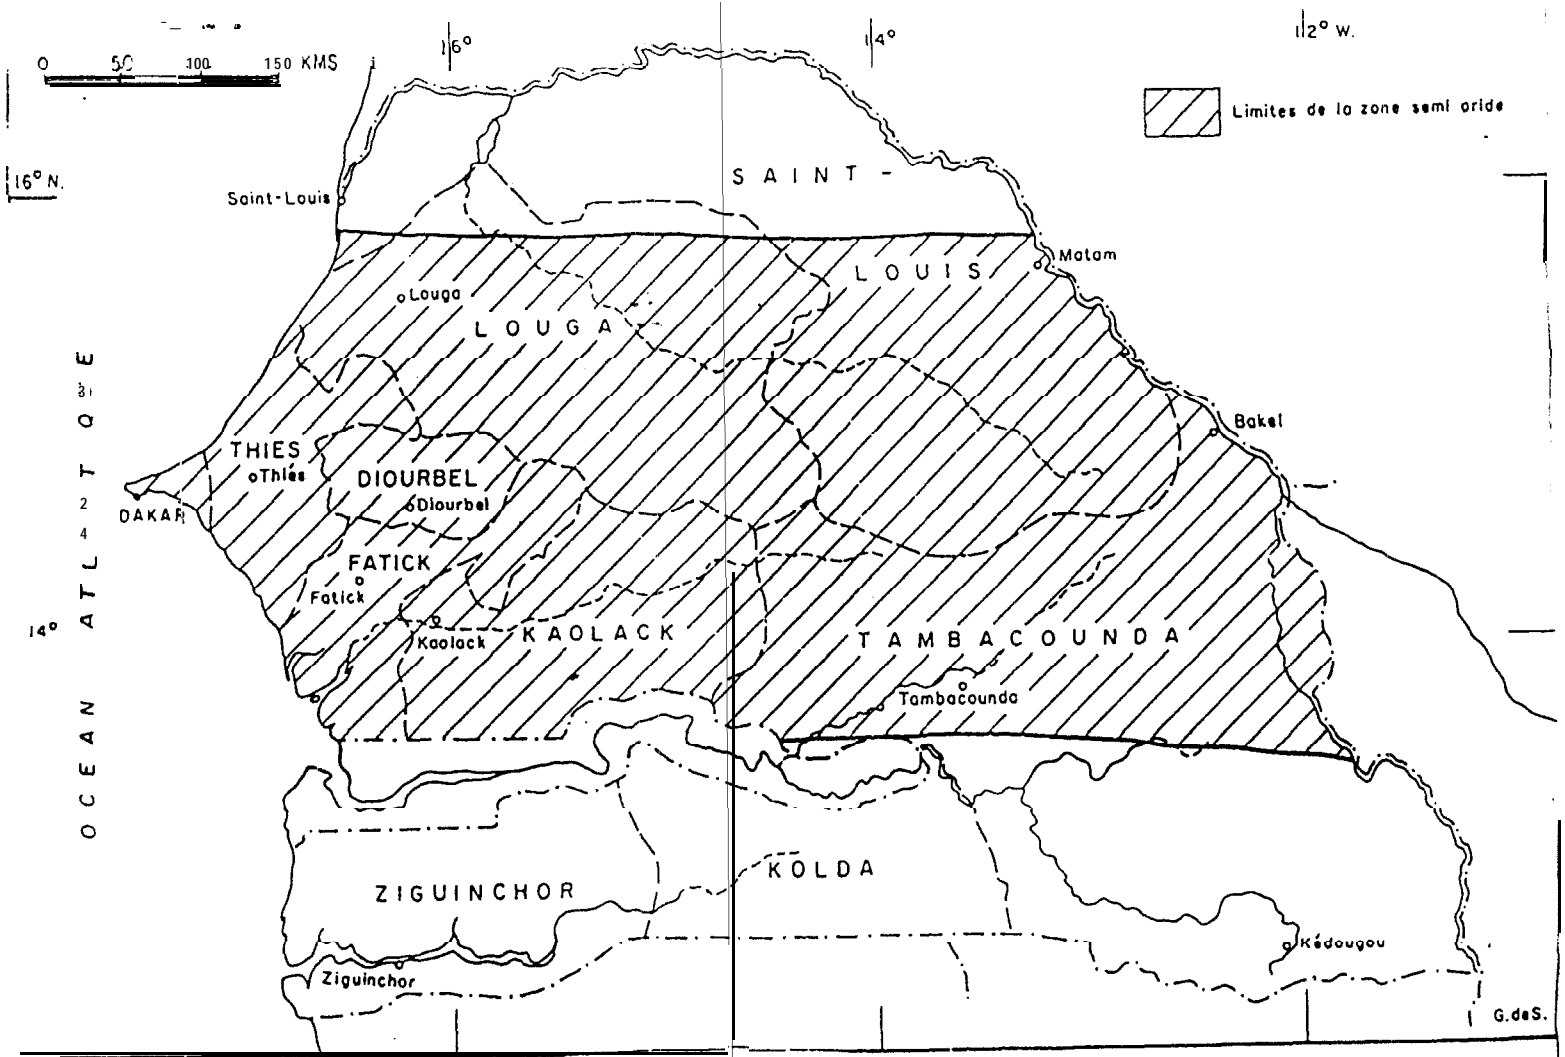 0 50 100 150 KMS
16°
14°
12° W.
Limites de la zone semi aride
16° N.
SAINT -
Saint-Louis
Matam
LOUIS
Louga
LOUGA
Bakel
THIES
Thiés
DIOURBEL
Diourbel
DAKAR
FATICK
Fatick
14°
Kaolack
KAOLACK
TAMBACOUNDA
Tambacounda
OCEAN ATL
T
Q
E
ZIGUINCHOR
KOLDA
Kédougou
Ziguinchor
G.deS.